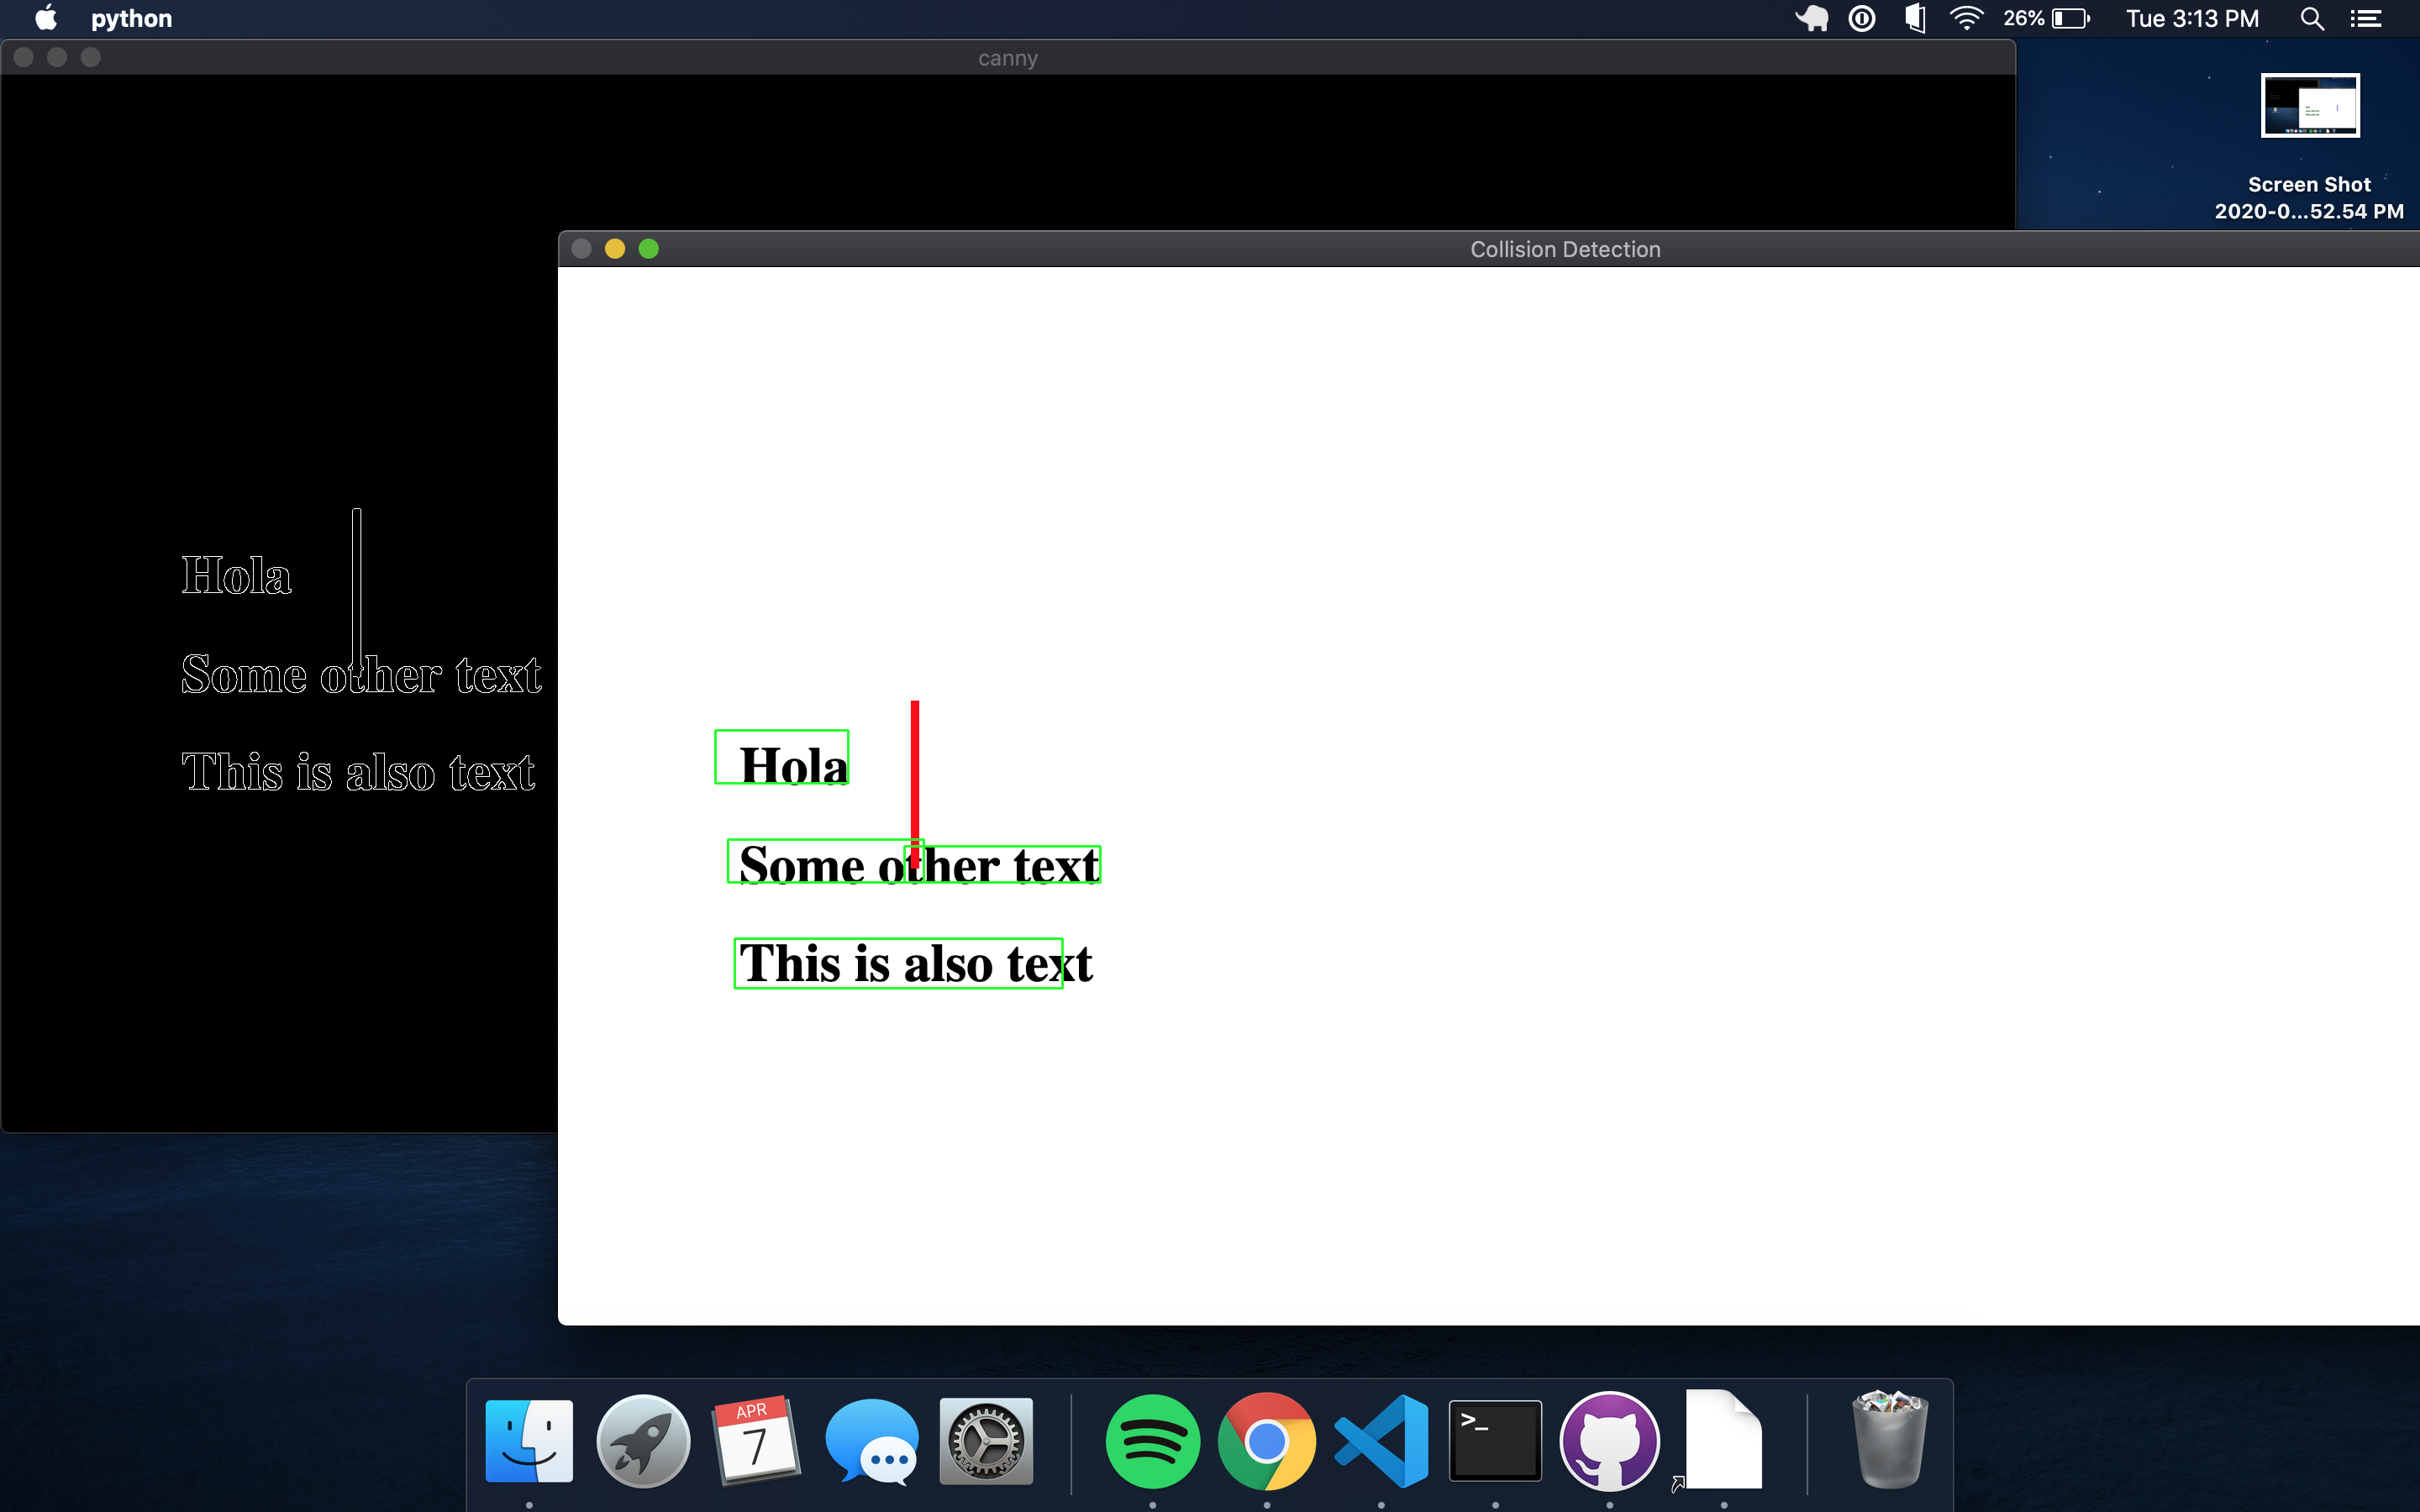 python
26%
Tue 3:13 PM
canny
Screen Shot
2020-0...52.54 PM
Collision Detection
Hola
Some other text
This is also text
Hola
Some other text
This is also text
APR
7
>_